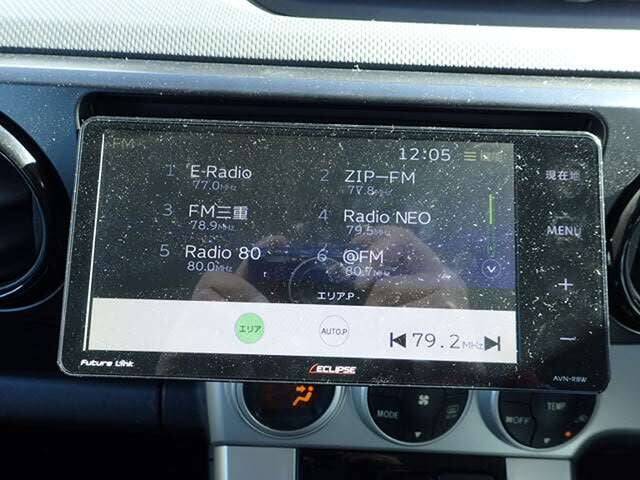 FM
12:05
1 E-Radio
77.0MHz
2 ZIP-FM
77.8MHz
3 FM三重
78.9MHz
4 Radio NEO
79.5MHz
5 Radio 80
80.0MHz
6 @FM
80.7MHz
エリア.P
エリア
AUTO.P
79.2MHz
現在地
MENU
+
−
Future Link
ECLIPSE
AVN-R8W
MODE
OFF
TEMP